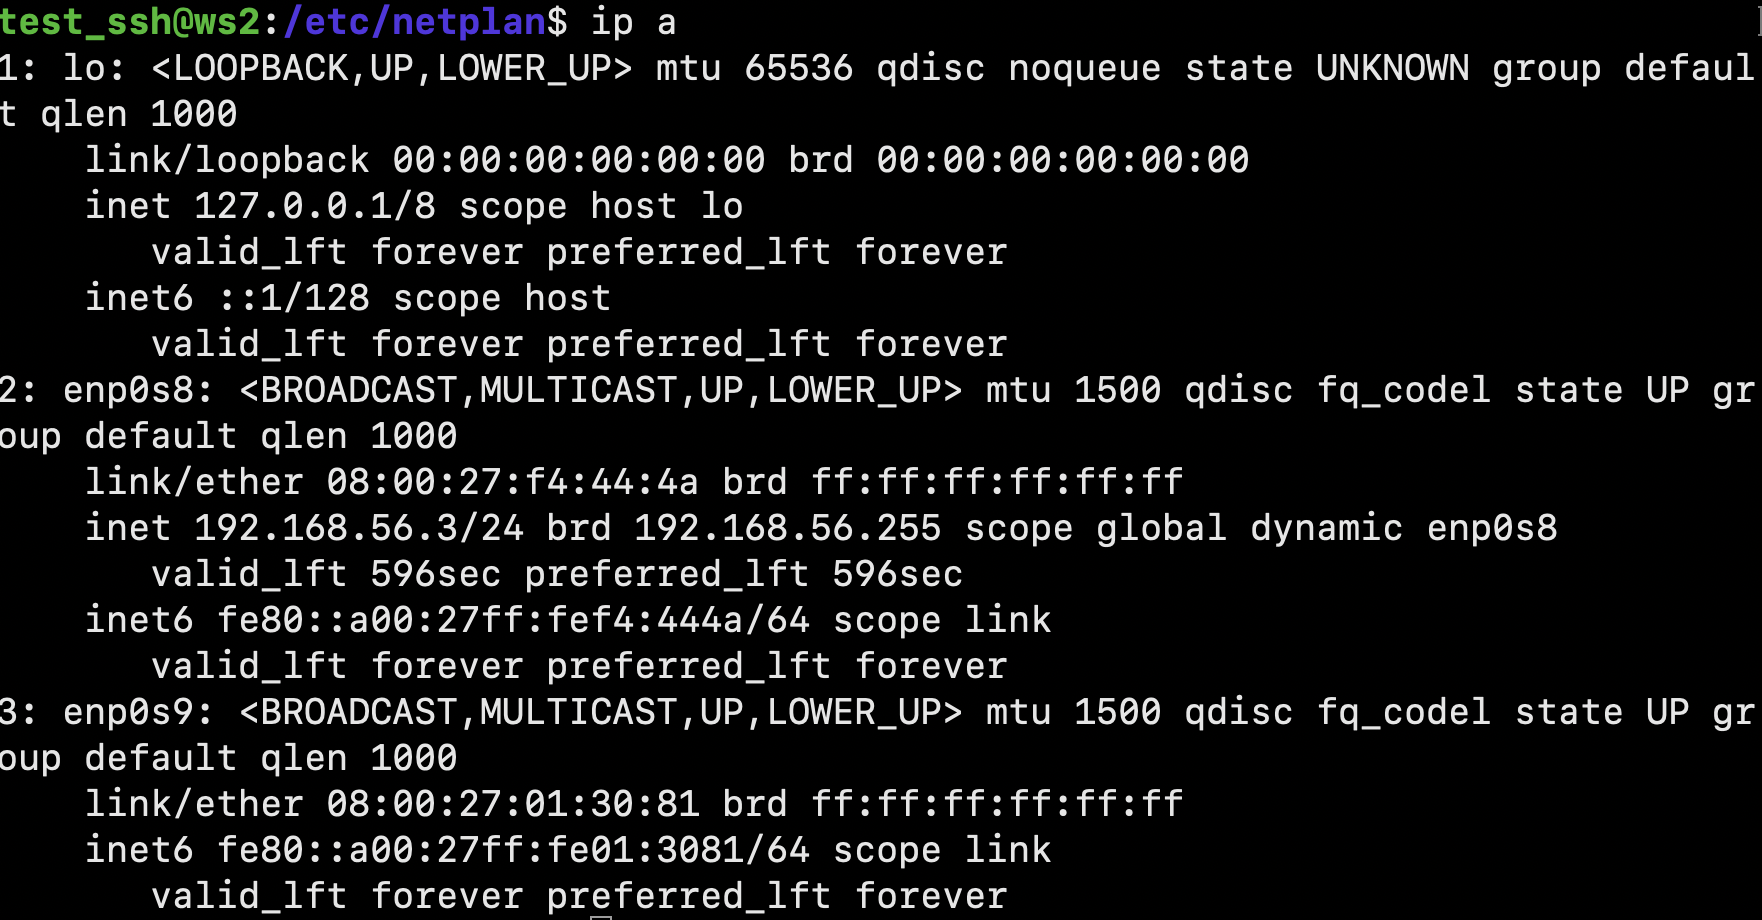 test_ssh@ws2:/etc/netplan$ ip a
1: lo: <LOOPBACK,UP,LOWER_UP> mtu 65536 qdisc noqueue state UNKNOWN group defaul
t qlen 1000
    link/loopback 00:00:00:00:00:00 brd 00:00:00:00:00:00
    inet 127.0.0.1/8 scope host lo
       valid_lft forever preferred_lft forever
    inet6 ::1/128 scope host
       valid_lft forever preferred_lft forever
2: enp0s8: <BROADCAST,MULTICAST,UP,LOWER_UP> mtu 1500 qdisc fq_codel state UP gr
oup default qlen 1000
    link/ether 08:00:27:f4:44:4a brd ff:ff:ff:ff:ff:ff
    inet 192.168.56.3/24 brd 192.168.56.255 scope global dynamic enp0s8
       valid_lft 596sec preferred_lft 596sec
    inet6 fe80::a00:27ff:fef4:444a/64 scope link
       valid_lft forever preferred_lft forever
3: enp0s9: <BROADCAST,MULTICAST,UP,LOWER_UP> mtu 1500 qdisc fq_codel state UP gr
oup default qlen 1000
    link/ether 08:00:27:01:30:81 brd ff:ff:ff:ff:ff:ff
    inet6 fe80::a00:27ff:fe01:3081/64 scope link
       valid_lft forever preferred_lft forever